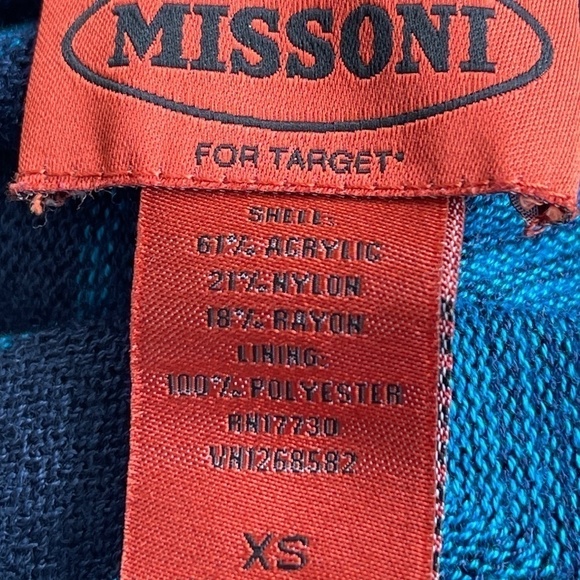 MISSONI
FOR TARGET®
SHELL:
61% ACRYLIC
21% NYLON
18% RAYON
LINING:
100% POLYESTER
RN17730
VN1268582
XS